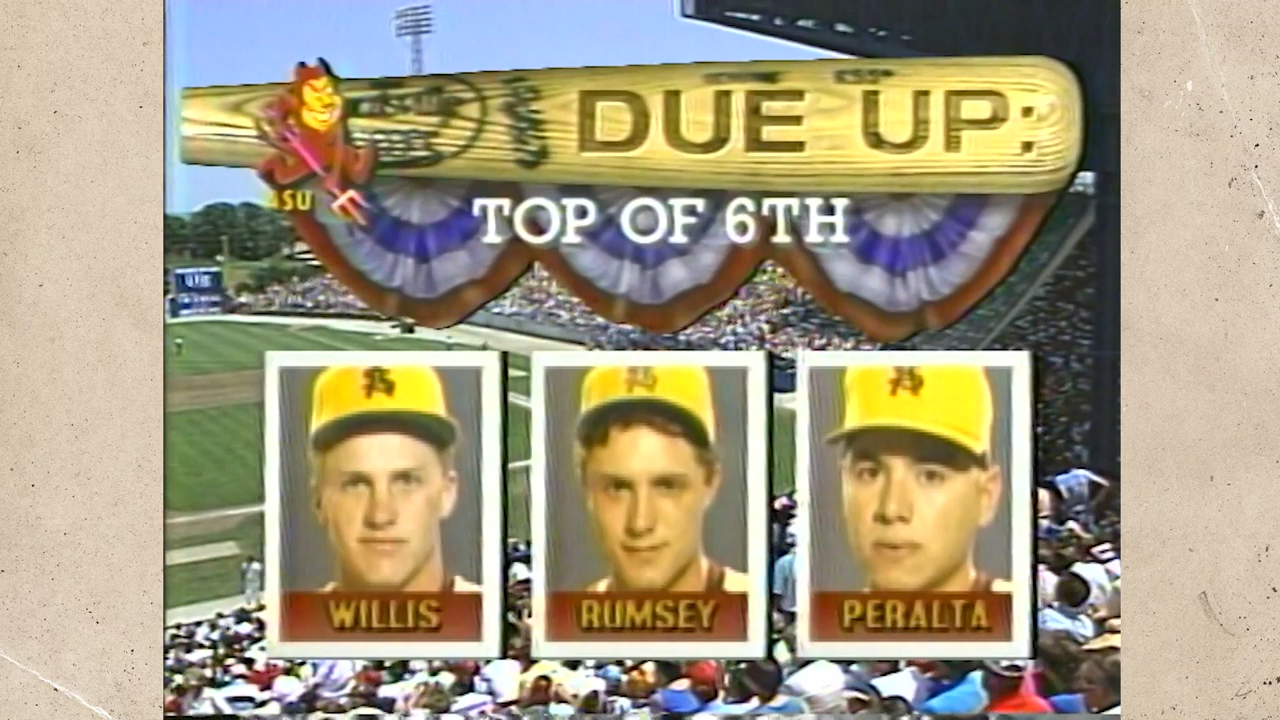 DUE UP:
ASU
TOP OF 6TH
WILLIS
RUMSEY
PERALTA